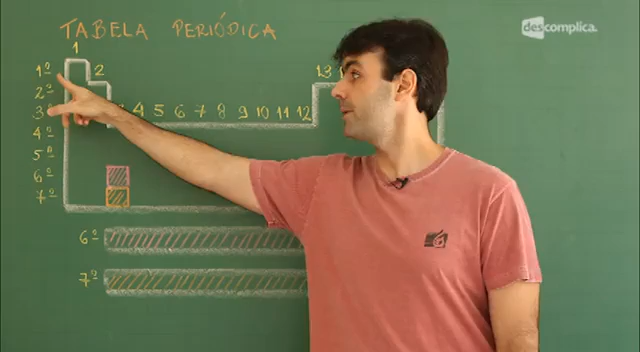 descomplica.
TABELA PERIÓDICA
1
2
13
1º
2º
3º
4 5 6 7 8 9 10 11 12
4º
5º
6º
7º
6º
7º